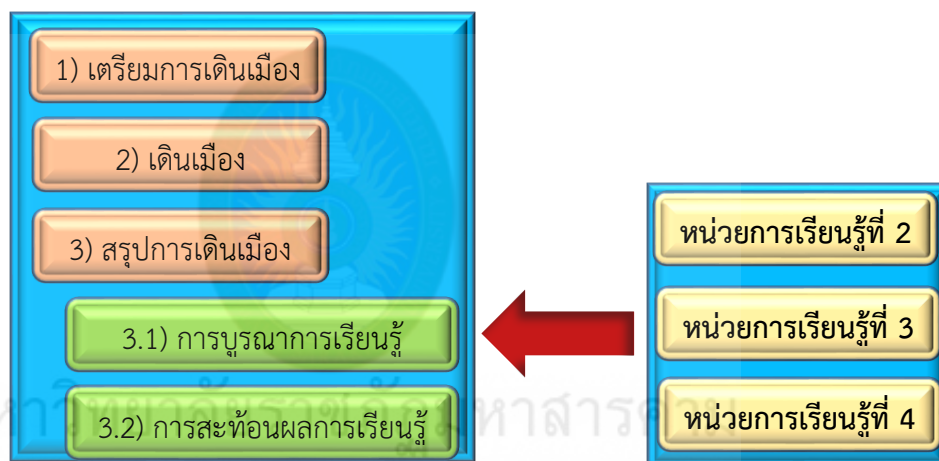 1) เตรียมการเดินเมือง
2) เดินเมือง
3) สรุปการเดินเมือง
3.1) การบูรณาการเรียนรู้
3.2) การสะท้อนผลการเรียนรู้
หน่วยการเรียนรู้ที่ 2
หน่วยการเรียนรู้ที่ 3
หน่วยการเรียนรู้ที่ 4